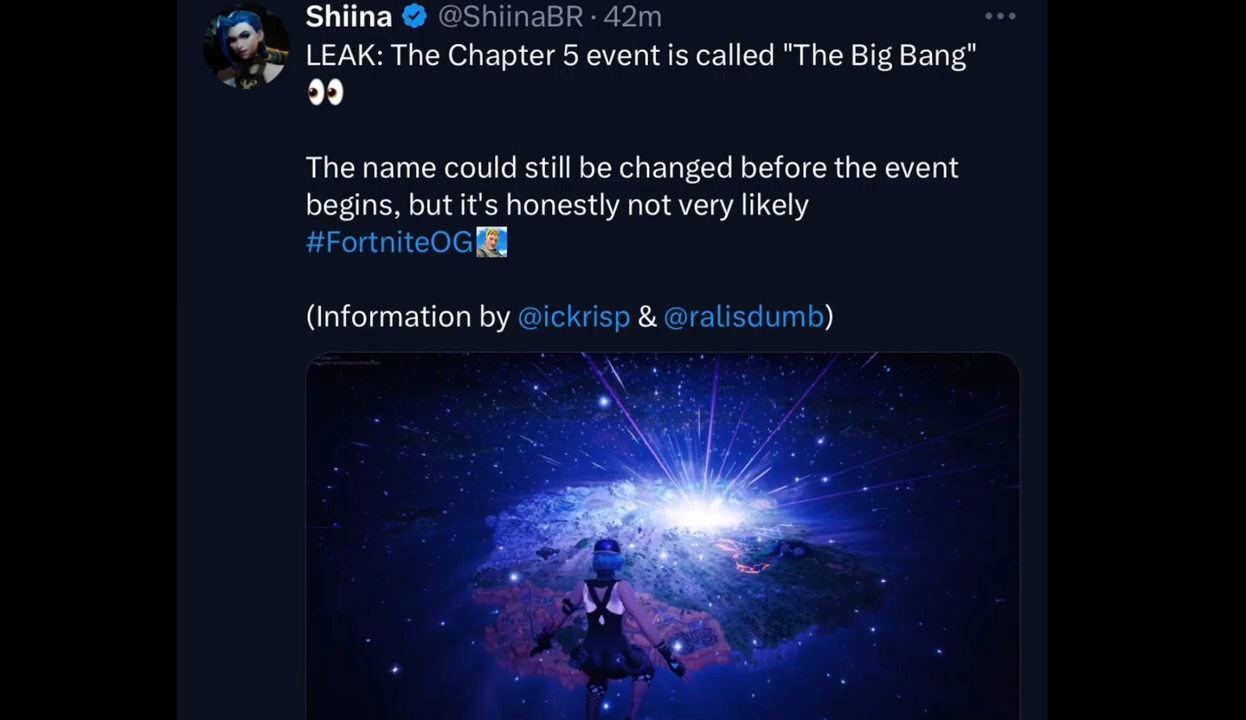 Shiina @ShiinaBR · 42m
LEAK: The Chapter 5 event is called "The Big Bang"
👀
The name could still be changed before the event
begins, but it's honestly not very likely
#FortniteOG
(Information by @ickrisp & @ralisdumb)